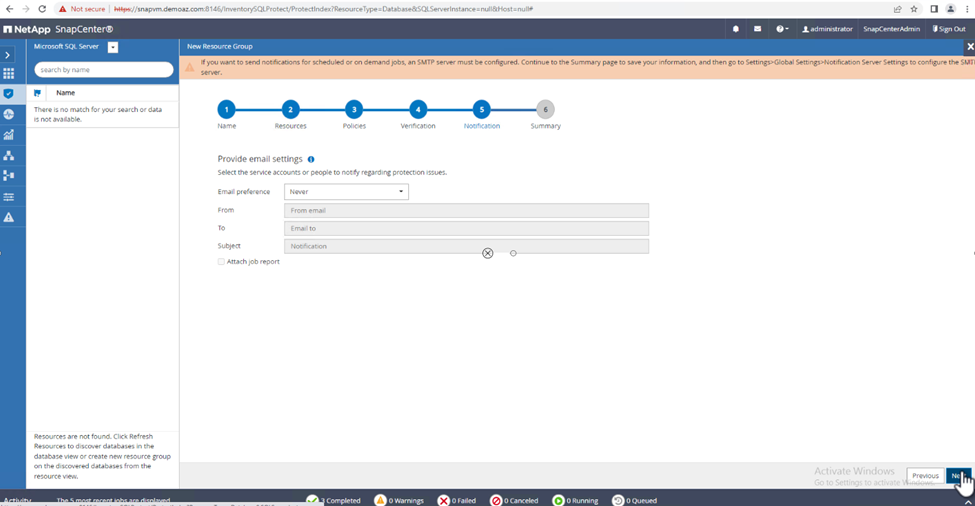 Not secure https://snapvm.demoaz.com:8146/InventorySQLProtect/ProtectIndex?ResourceType=Database&SQLServerInstance=null&Host=null#
NetApp SnapCenter®
administrator SnapCenterAdmin Sign Out
Microsoft SQL Server
New Resource Group
search by name
If you want to send notifications for scheduled or on demand jobs, an SMTP server must be configured. Continue to the Summary page to save your information, and then go to Settings>Global Settings>Notification Server Settings to configure the SMT
server.
Name
There is no match for your search or data
is not available.
1 2 3 4 5 6
Name Resources Policies Verification Notification Summary
Provide email settings
Select the service accounts or people to notify regarding protection issues.
Email preference Never
From From email
To Email to
Subject Notification
Attach job report
Resources are not found. Click Refresh
Resources to discover databases in the
database view or create new resource group
on the discovered databases from the
resource view.
Activate Windows
Go to Settings to activate Windows.
Previous
Activity The 5 most recent jobs are displayed Completed 0 Warnings 0 Failed 0 Canceled 0 Running 0 Queued